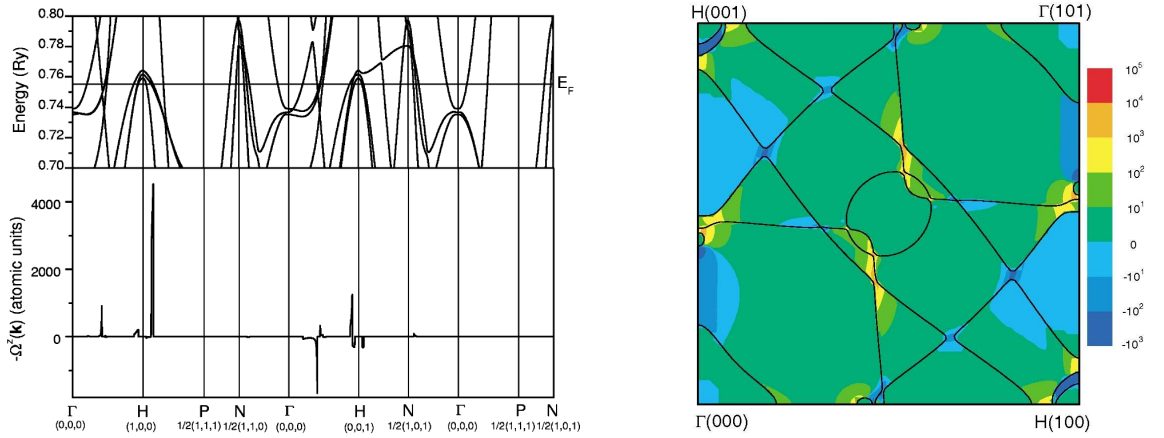 Energy (Ry)
0.80
0.78
0.76
0.74
0.72
0.70
E_F
-Ω^z(k) (atomic units)
4000
2000
0
Γ H P N Γ H N Γ P N
(0,0,0) (1,0,0) 1/2(1,1,1) 1/2(1,1,0) (0,0,0) (0,0,1) 1/2(1,0,1) (0,0,0) 1/2(1,1,1) 1/2(1,0,1)
H(001) Γ(101)
10^5
10^4
10^3
10^2
10^1
0
-10^1
-10^2
-10^3
Γ(000) H(100)